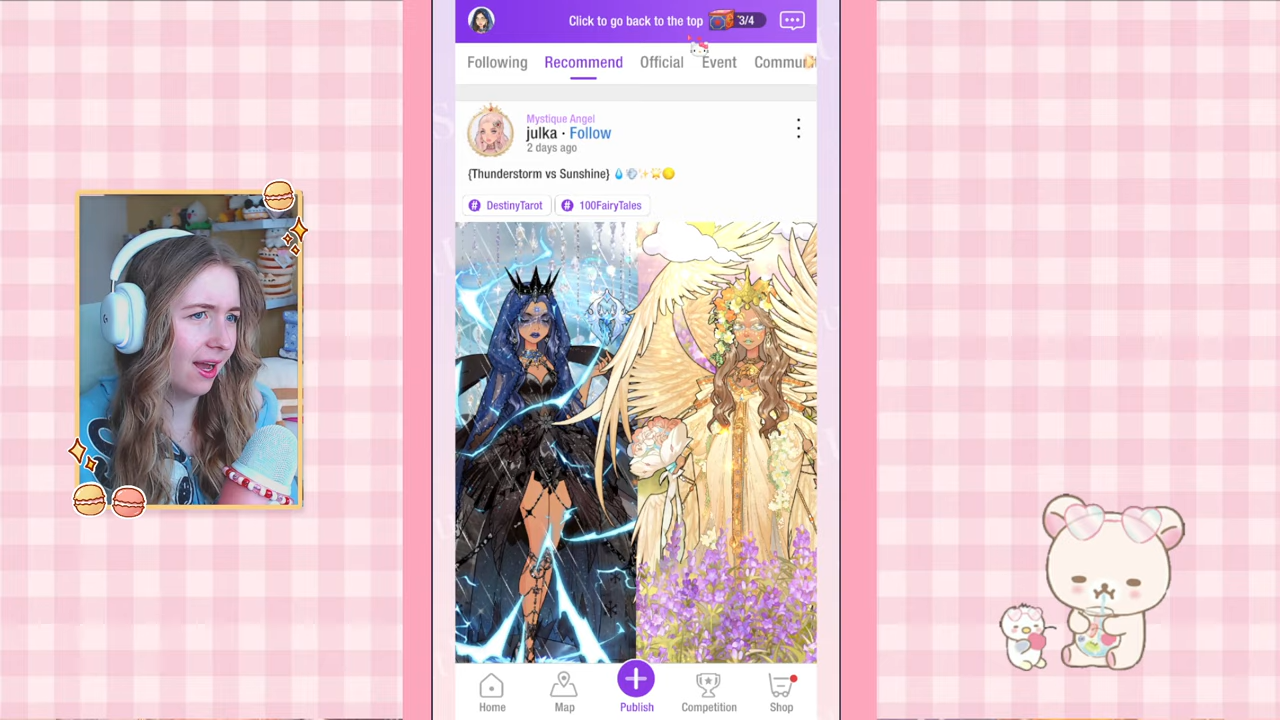 Click to go back to the top
3/4
Following Recommend Official Event Commun
Mystique Angel
julka · Follow
2 days ago
{Thunderstorm vs Sunshine}
# DestinyTarot # 100FairyTales
Home Map Publish Competition Shop